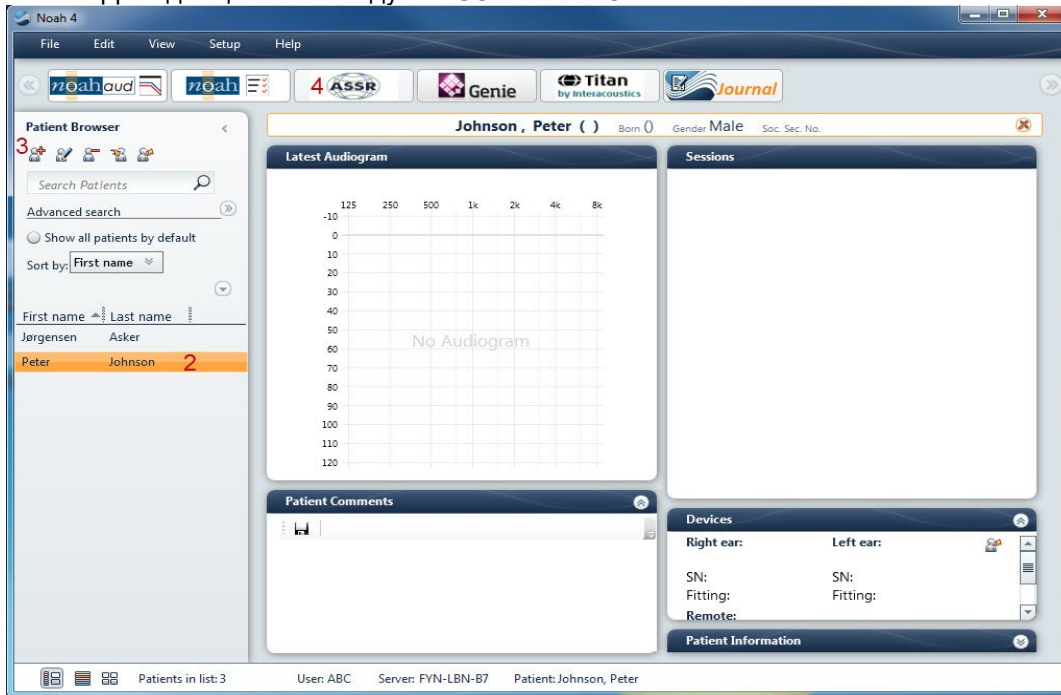 Noah 4
File Edit View Setup Help
noah aud noah 4 ASSR Genie Titan by Interacoustics Journal
Patient Browser
3
Search Patients
Advanced search
Show all patients by default
Sort by: First name
First name Last name
Jørgensen Asker
Peter Johnson 2
Johnson , Peter ( ) Born () Gender Male Soc. Sec. No.
Latest Audiogram
125 250 500 1k 2k 4k 8k
-10
0
10
20
30
40
50
No Audiogram
60
70
80
90
100
110
120
Patient Comments
Sessions
Devices
Right ear: Left ear:
SN: SN:
Fitting: Fitting:
Remote:
Patient Information
Patients in list: 3 User: ABC Server: FYN-LBN-B7 Patient: Johnson, Peter